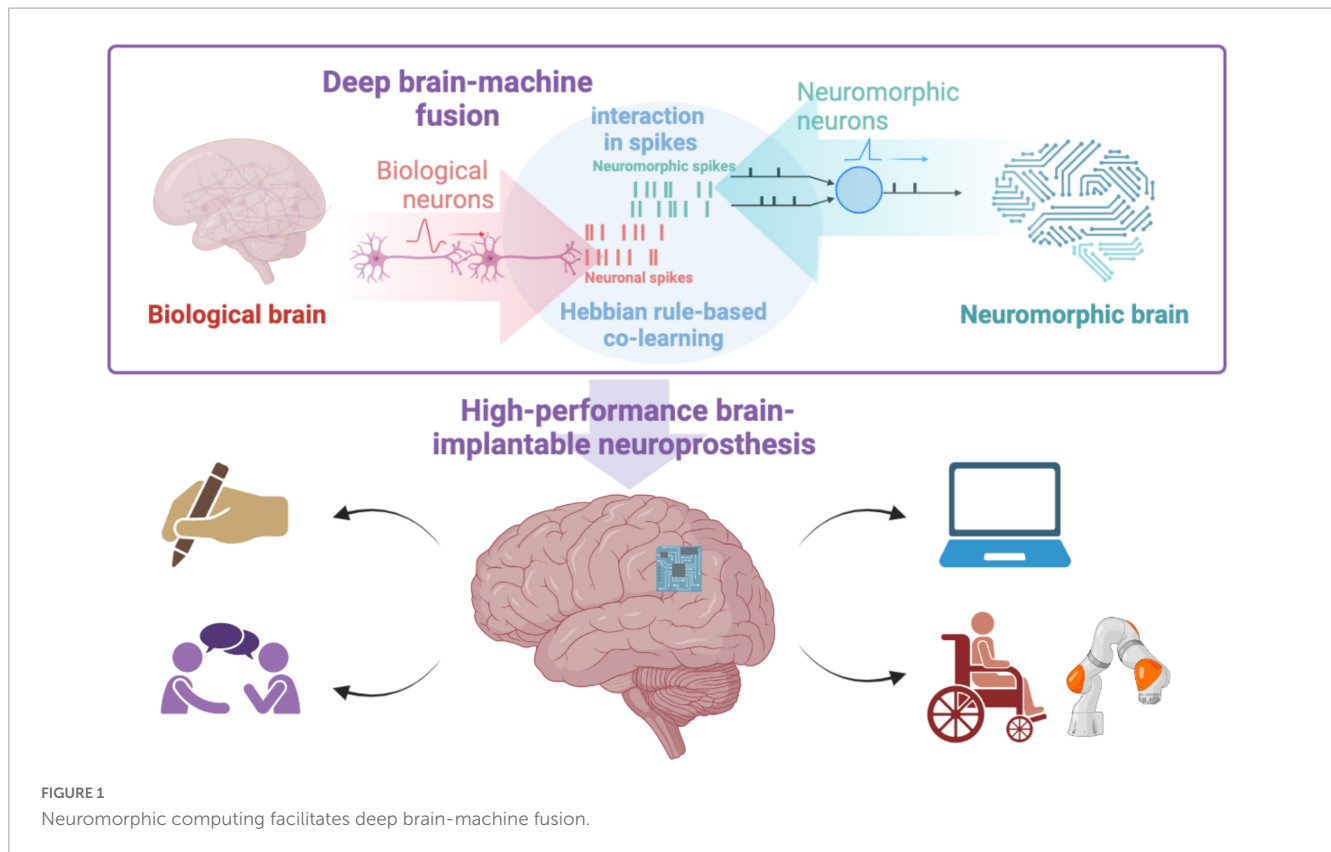 Deep brain-machine
fusion
Biological
neurons
interaction
in spikes
Neuromorphic spikes
Neuronal spikes
Hebbian rule-based
co-learning
Neuromorphic
neurons
Biological brain
Neuromorphic brain
High-performance brain-
implantable neuroprosthesis
FIGURE 1
Neuromorphic computing facilitates deep brain-machine fusion.